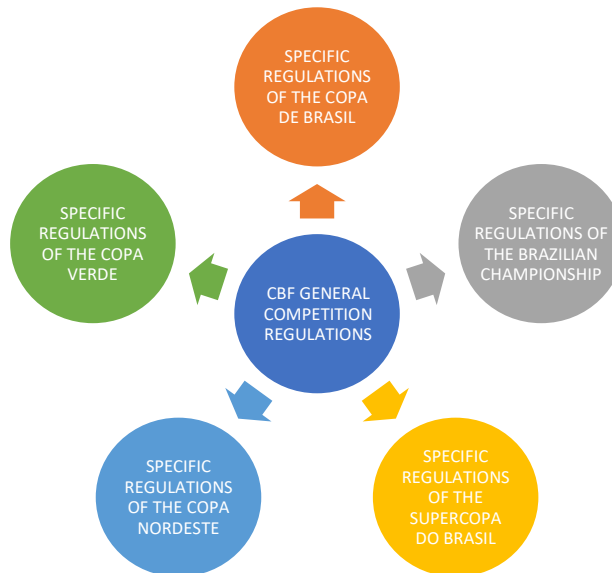 SPECIFIC
REGULATIONS
OF THE COPA
DE BRASIL
SPECIFIC
REGULATIONS
OF THE COPA
VERDE
SPECIFIC
REGULATIONS OF
THE BRAZILIAN
CHAMPIONSHIP
CBF GENERAL
COMPETITION
REGULATIONS
SPECIFIC
REGULATIONS
OF THE COPA
NORDESTE
SPECIFIC
REGULATIONS
OF THE
SUPERCOPA
DO BRASIL